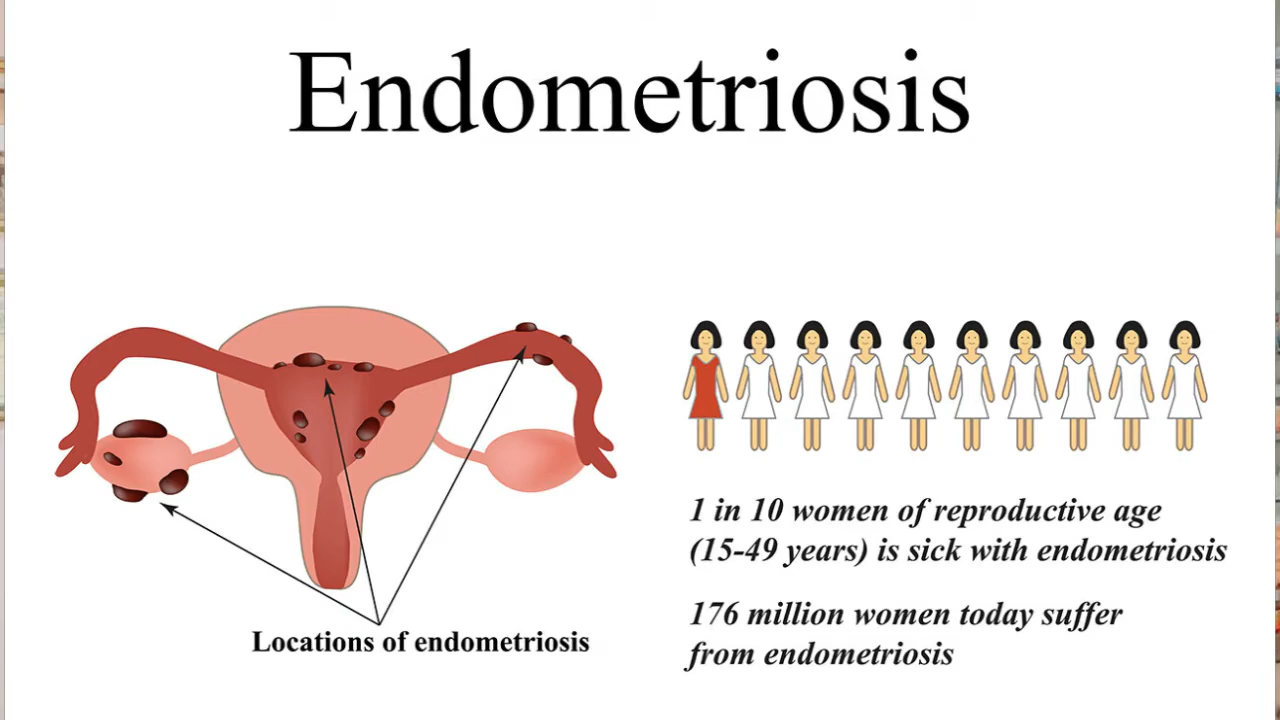 Endometriosis
Locations of endometriosis
1 in 10 women of reproductive age
(15-49 years) is sick with endometriosis
176 million women today suffer
from endometriosis